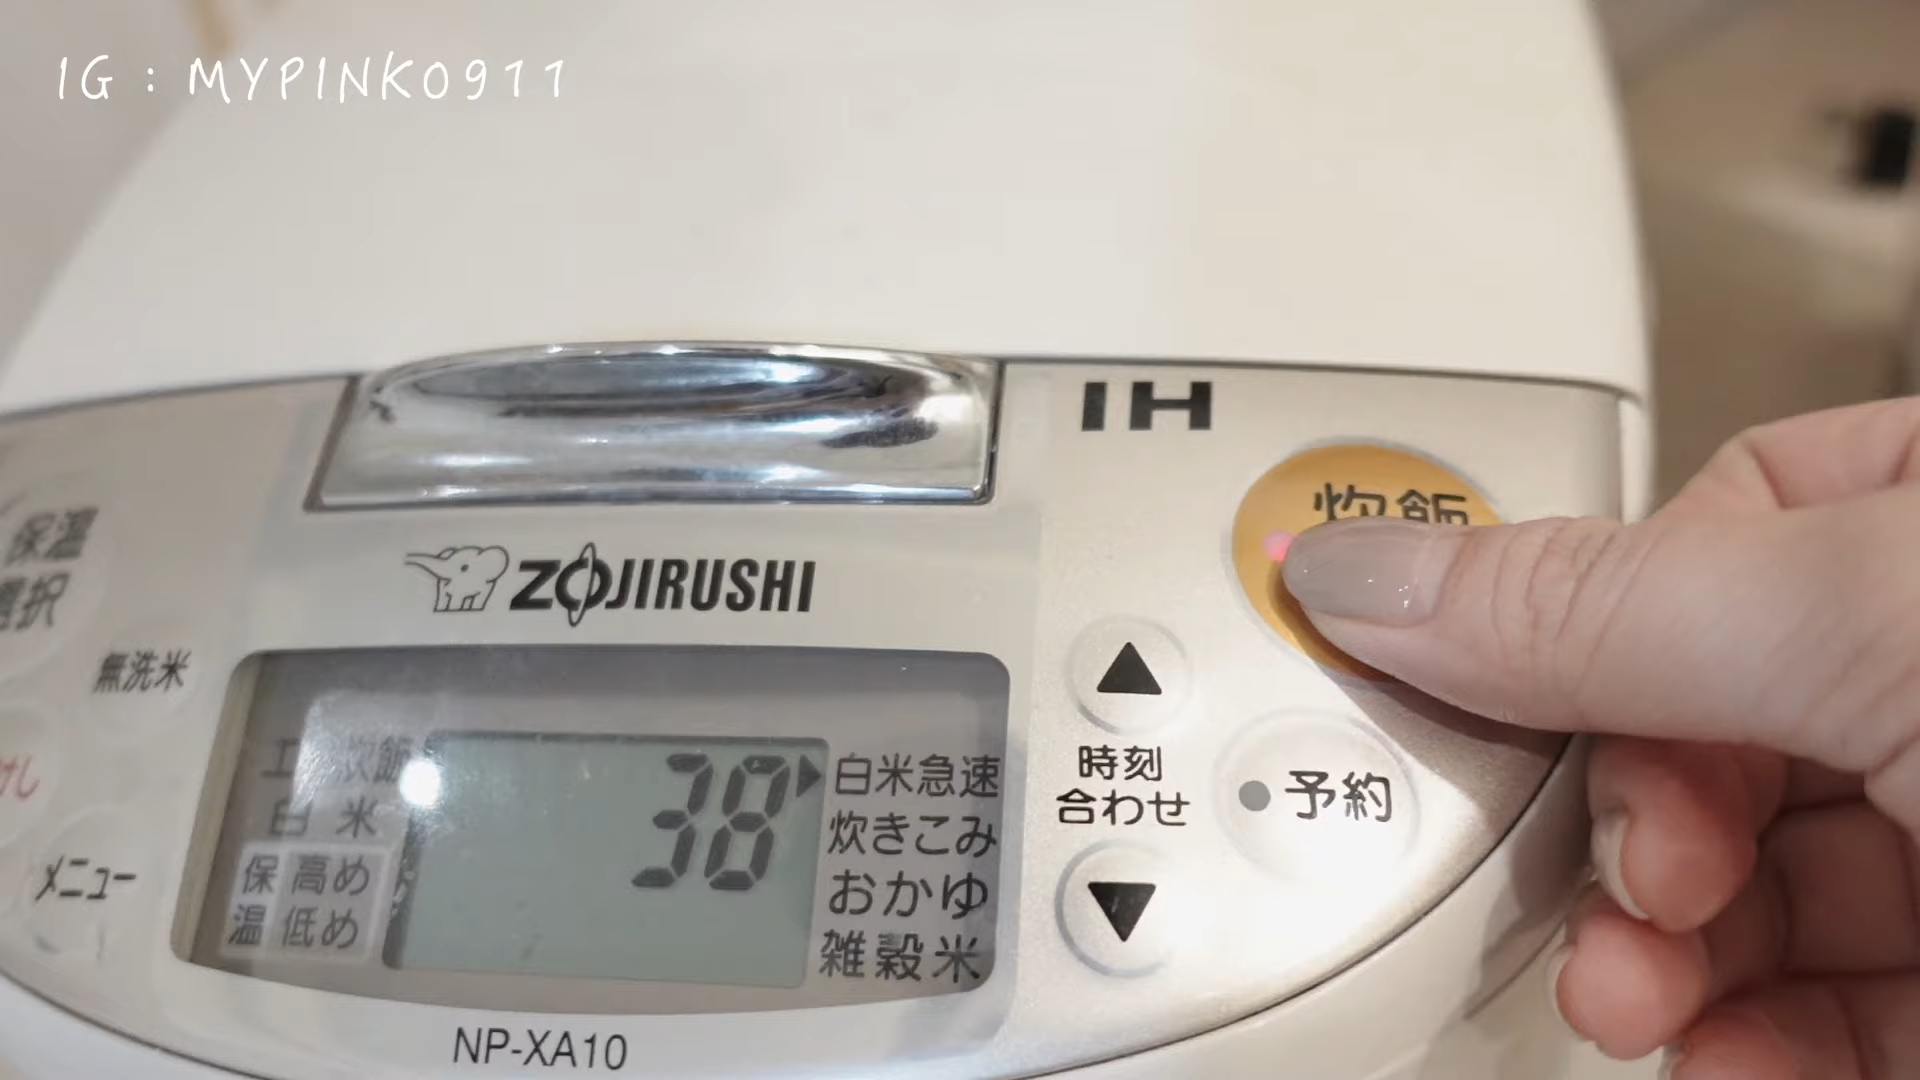 IG : MYPINK0911
IH
炊飯
ZOJIRUSHI
保温
選択
無洗米
メニュー
白米
保温
高め
低め
38
白米急速
炊きこみ
おかゆ
雑穀米
時刻
合わせ
予約
NP-XA10